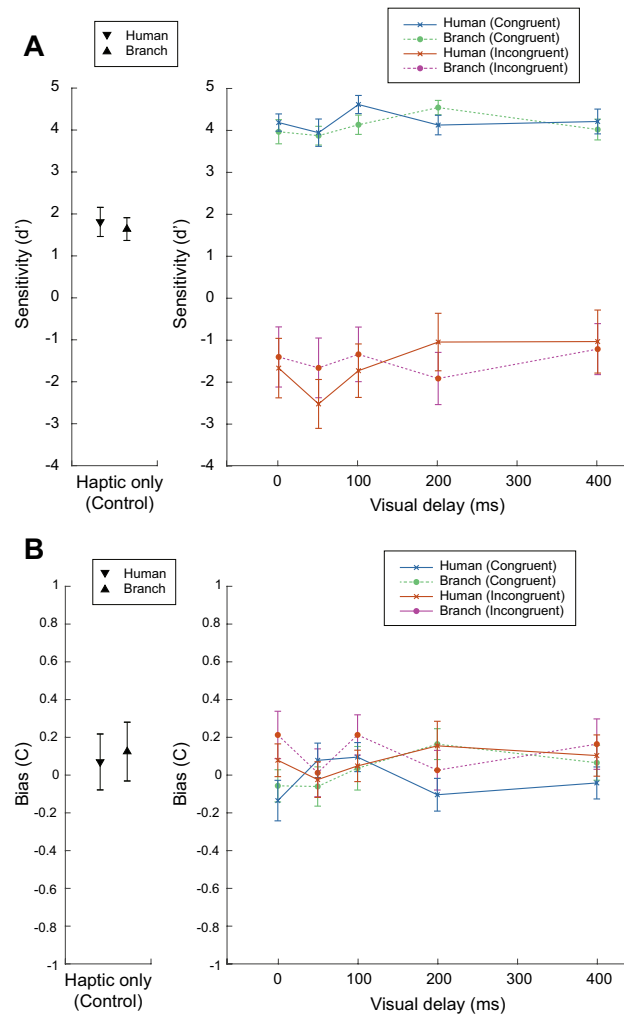 A
Human
Branch
Human (Congruent)
Branch (Congruent)
Human (Incongruent)
Branch (Incongruent)
Sensitivity (d')
5
4
3
2
1
0
-1
-2
-3
-4
Haptic only
(Control)
Sensitivity (d')
5
4
3
2
1
0
-1
-2
-3
-4
0
100
200
300
400
Visual delay (ms)
B
Human
Branch
Human (Congruent)
Branch (Congruent)
Human (Incongruent)
Branch (Incongruent)
Bias (C)
1
0.8
0.6
0.4
0.2
0
-0.2
-0.4
-0.6
-0.8
-1
Haptic only
(Control)
Bias (C)
1
0.8
0.6
0.4
0.2
0
-0.2
-0.4
-0.6
-0.8
-1
0
100
200
300
400
Visual delay (ms)